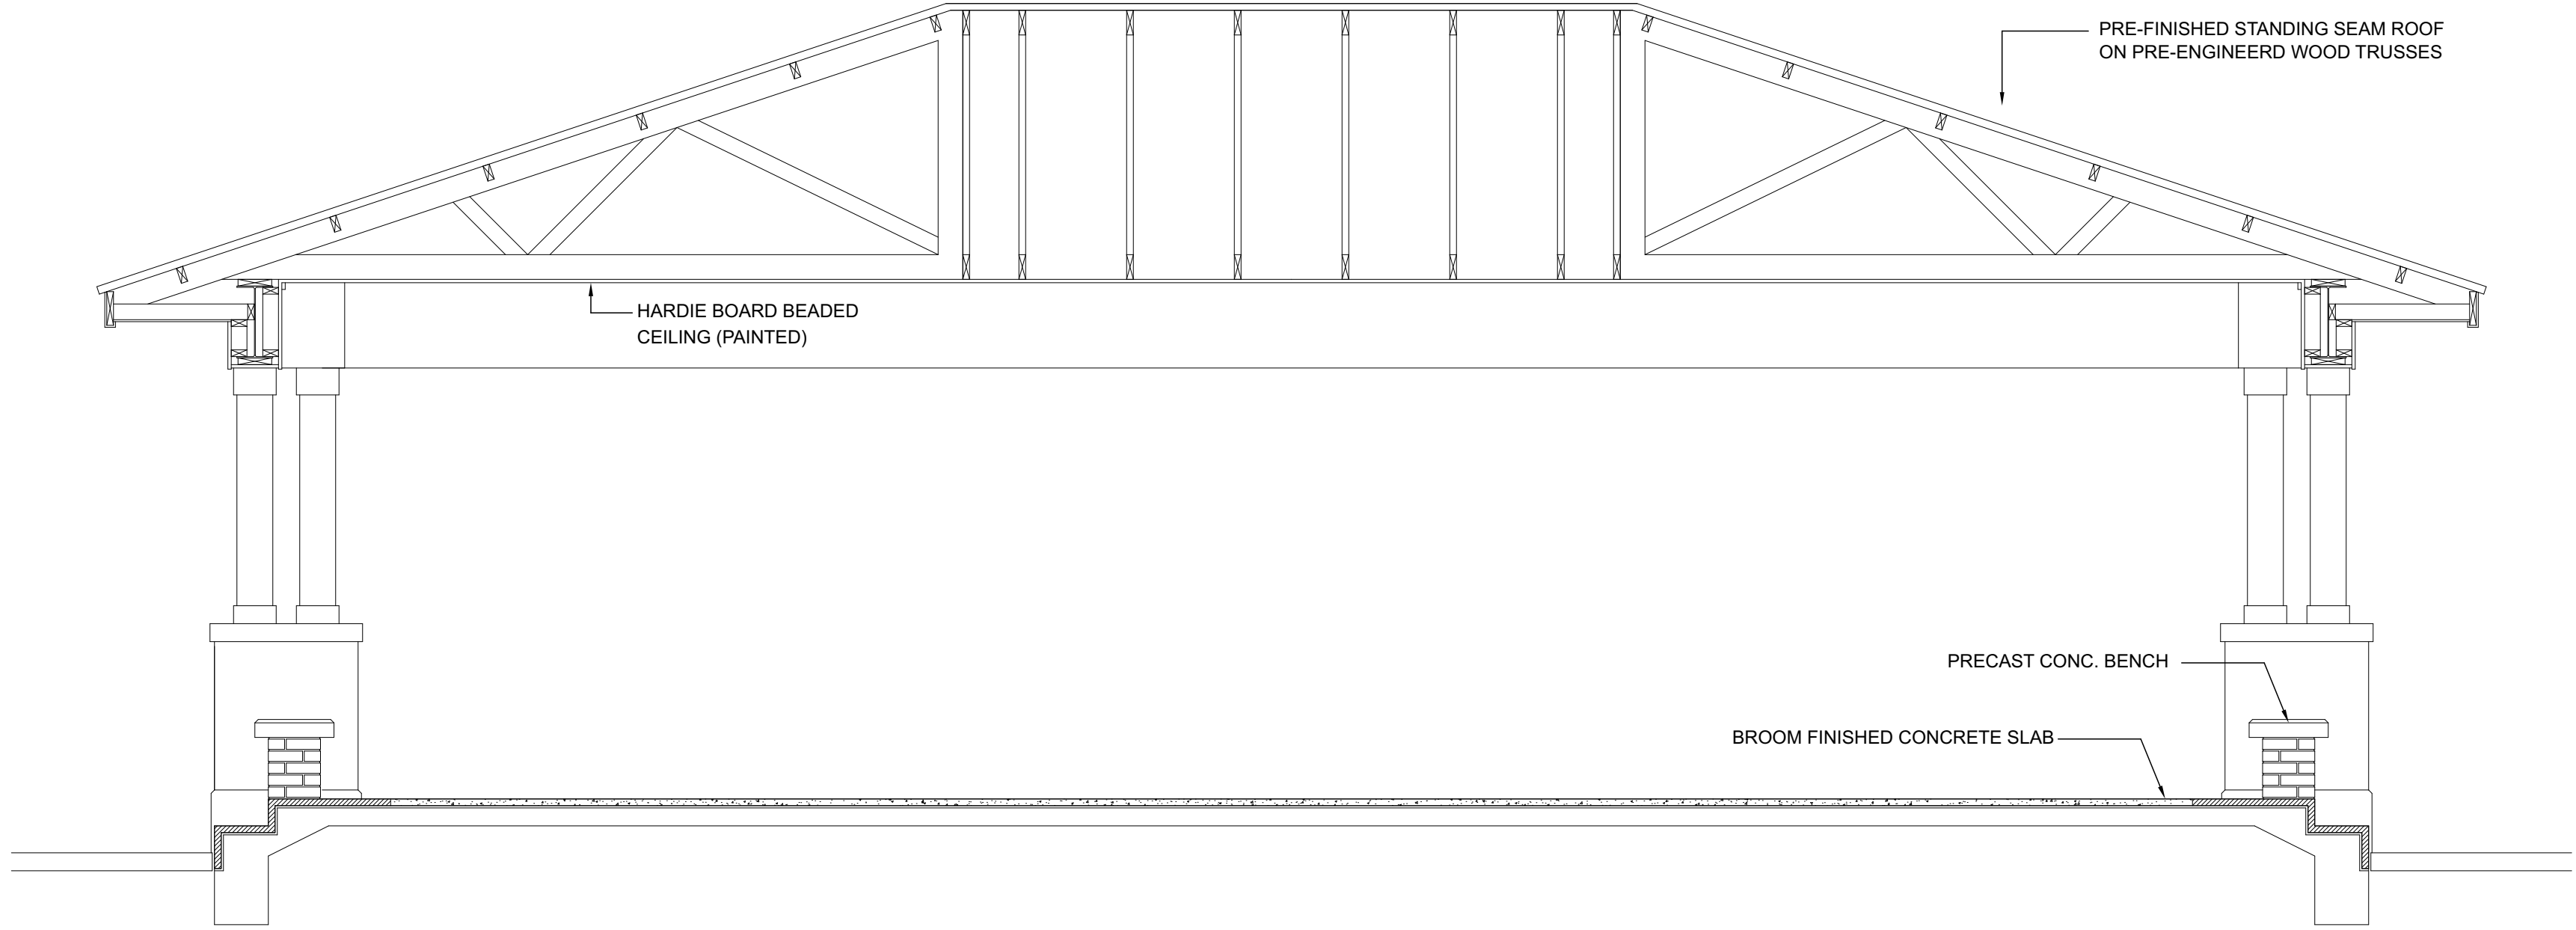 PRE-FINISHED STANDING SEAM ROOF
ON PRE-ENGINEERD WOOD TRUSSES
HARDIE BOARD BEADED
CEILING (PAINTED)
PRECAST CONC. BENCH
BROOM FINISHED CONCRETE SLAB